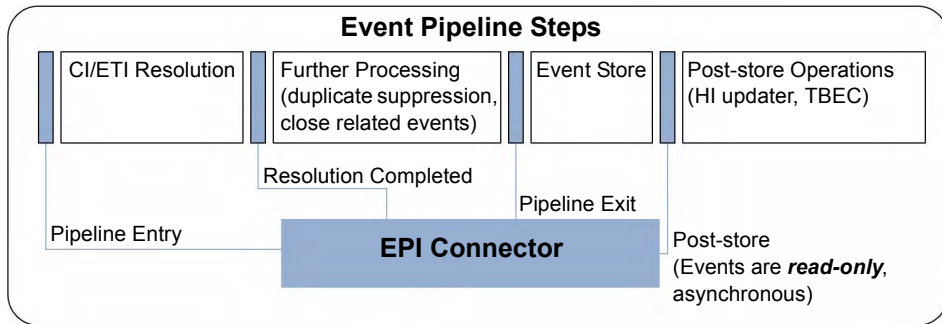 Event Pipeline Steps
CI/ETI Resolution
Further Processing
(duplicate suppression,
close related events)
Event Store
Post-store Operations
(HI updater, TBEC)
Resolution Completed
Pipeline Exit
Pipeline Entry
EPI Connector
Post-store
(Events are read-only,
asynchronous)